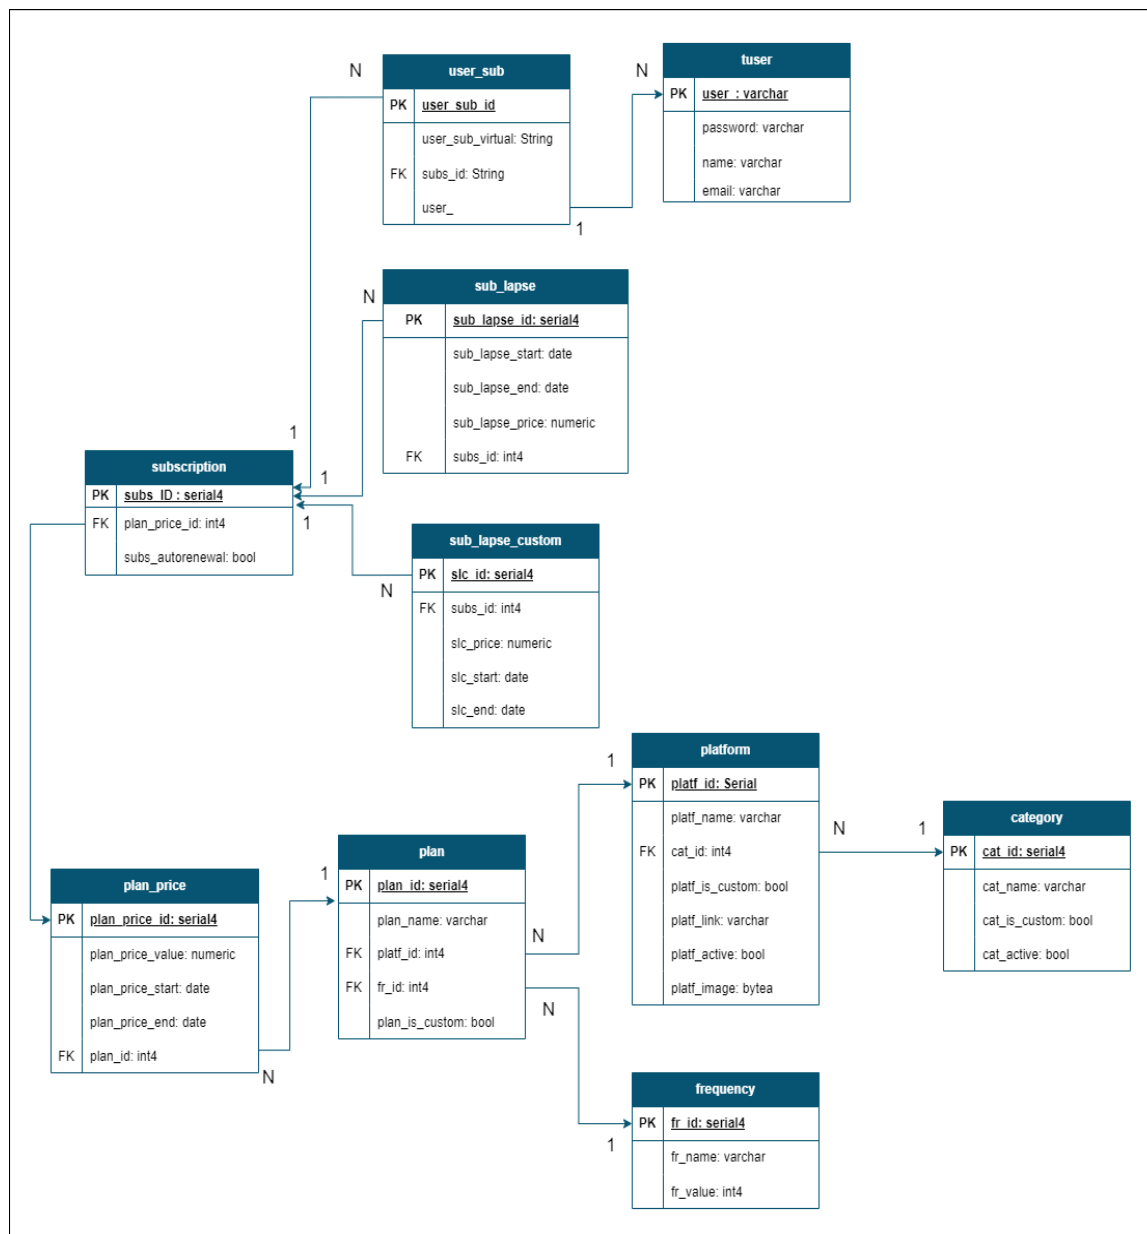 N
user_sub
PK user_sub_id
user_sub_virtual: String
FK subs_id: String
user_
1
N
tuser
PK user_: varchar
password: varchar
name: varchar
email: varchar
N
sub_lapse
PK sub_lapse_id: serial4
sub_lapse_start: date
sub_lapse_end: date
sub_lapse_price: numeric
FK subs_id: int4
1
1
1
subscription
PK subs_ID : serial4
FK plan_price_id: int4
subs_autorenewal: bool
N
sub_lapse_custom
PK slc_id: serial4
FK subs_id: int4
slc_price: numeric
slc_start: date
slc_end: date
1
platform
PK platf_id: Serial
platf_name: varchar
FK cat_id: int4
platf_is_custom: bool
platf_link: varchar
platf_active: bool
platf_image: bytea
N
1
category
PK cat_id: serial4
cat_name: varchar
cat_is_custom: bool
cat_active: bool
1
plan
PK plan_id: serial4
plan_name: varchar
FK platf_id: int4
FK fr_id: int4
plan_is_custom: bool
N
N
plan_price
PK plan_price_id: serial4
plan_price_value: numeric
plan_price_start: date
plan_price_end: date
FK plan_id: int4
N
1
frequency
PK fr_id: serial4
fr_name: varchar
fr_value: int4